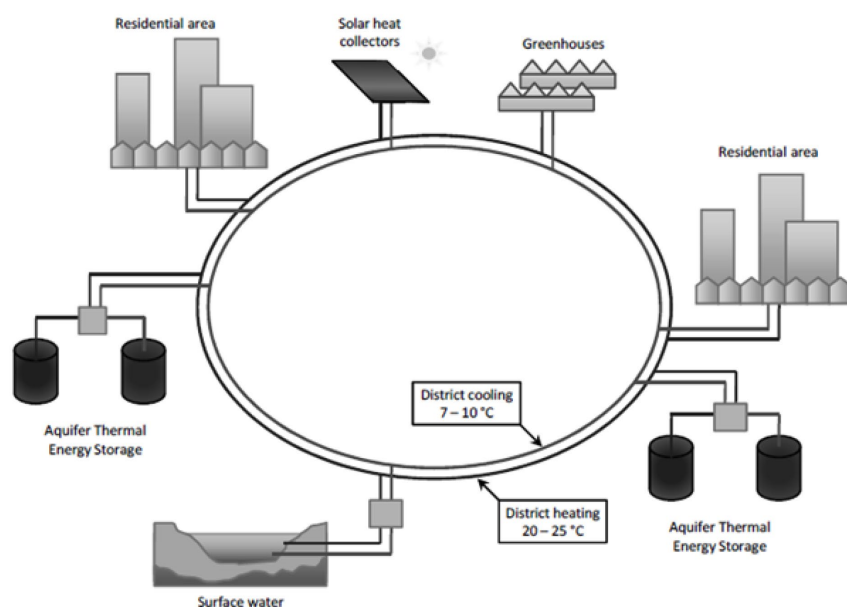 Residential area
Solar heat
collectors
Greenhouses
Residential area
District cooling
7 – 10 °C
Aquifer Thermal
Energy Storage
District heating
20 – 25 °C
Aquifer Thermal
Energy Storage
Surface water